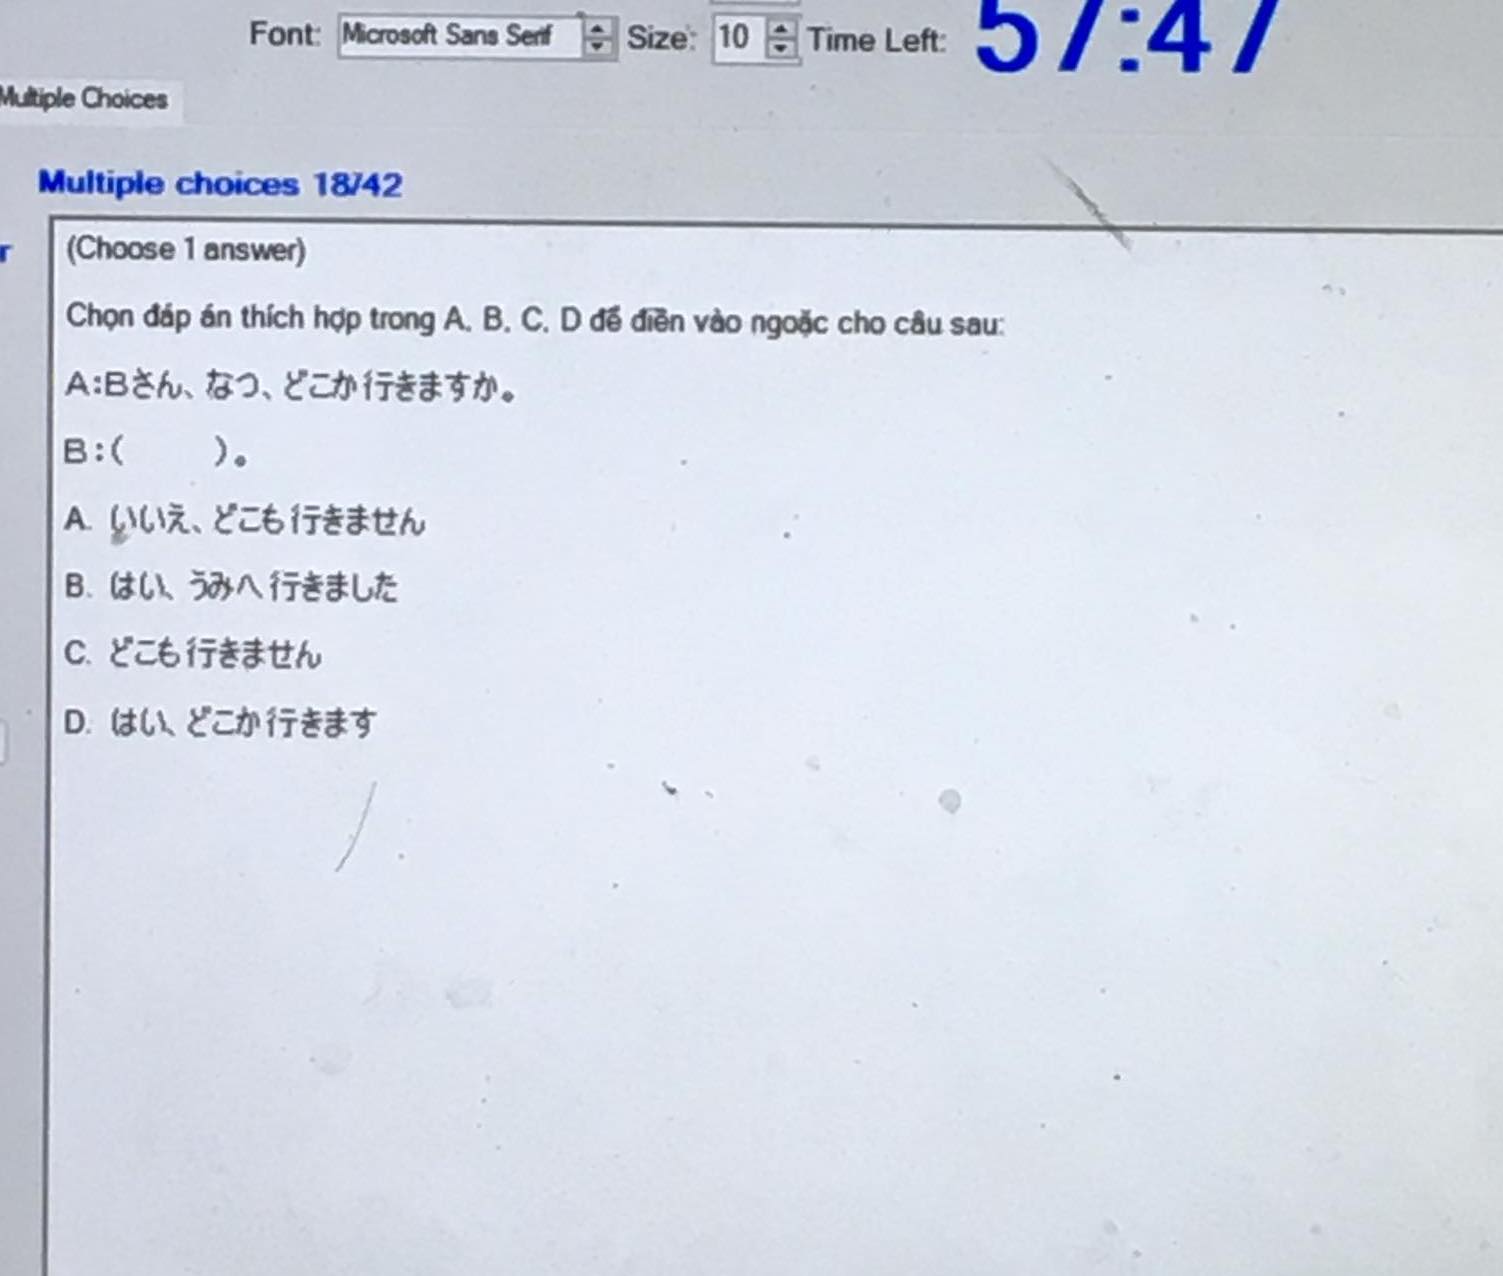 Font: Microsoft Sans Serif Size: 10 Time Left: 57:47
Multiple Choices
Multiple choices 18/42
r
(Choose 1 answer)
Chọn đáp án thích hợp trong A, B, C, D để điền vào ngoặc cho câu sau:
A:Bさん、なつ、どこか行きますか。
B:( )。
A. いいえ、どこも行きません
B. はい、うみへ行きました
C. どこも行きません
D. はい、どこか行きます